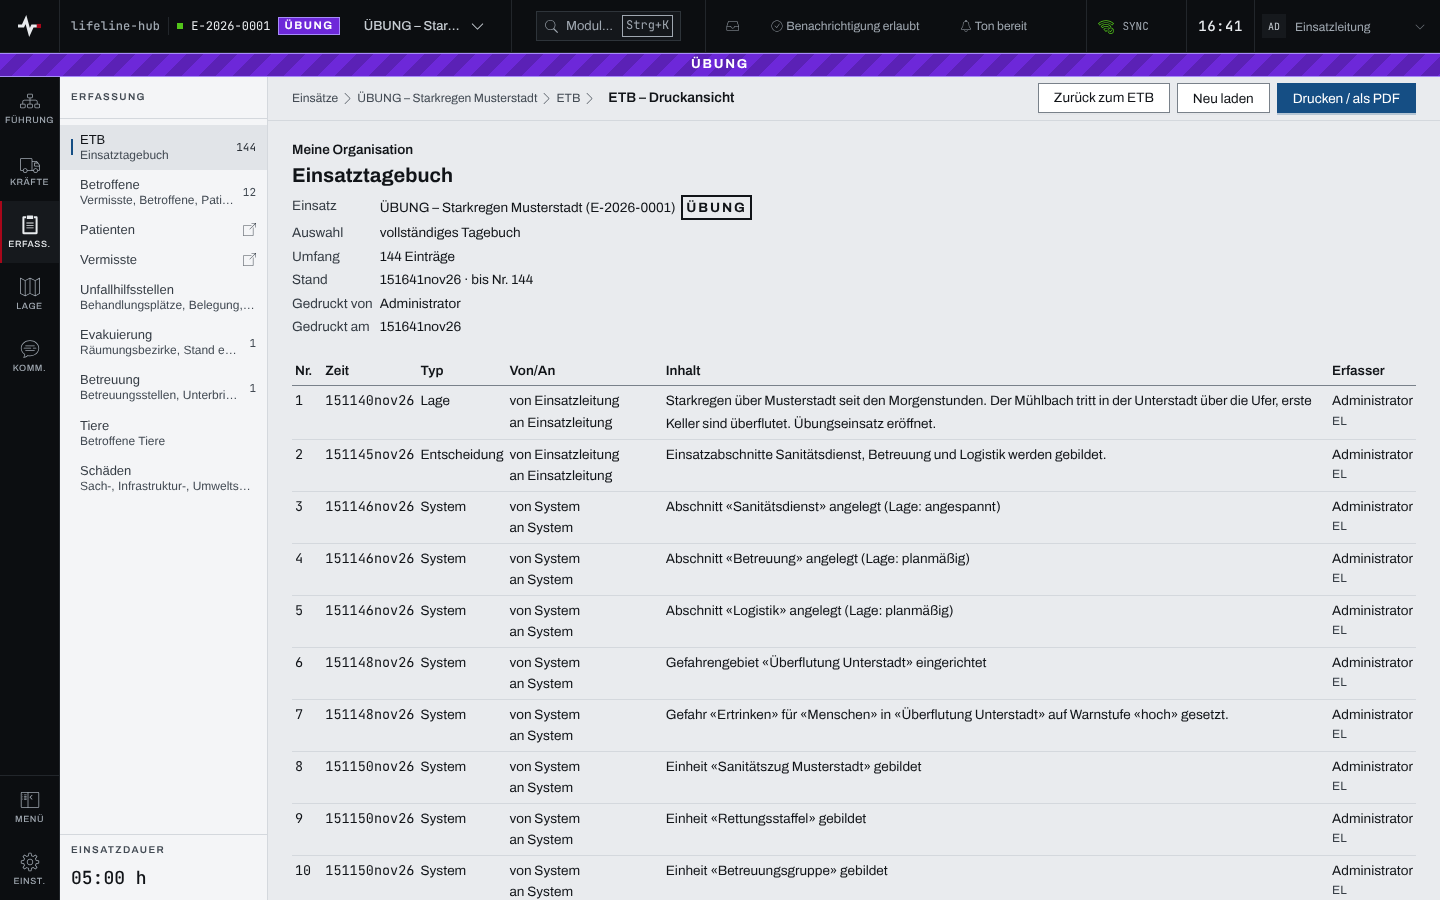 lifeline-hub E-2026-0001 ÜBUNG ÜBUNG – Star… Modul… Strg+K Benachrichtigung erlaubt Ton bereit SYNC 16:41 AD Einsatzleitung
ÜBUNG
FÜHRUNG
KRÄFTE
ERFASS.
LAGE
KOMM.
MENÜ
EINST.
ERFASSUNG
ETB
Einsatztagebuch
144
Betroffene
Vermisste, Betroffene, Pati…
12
Patienten
Vermisste
Unfallhilfsstellen
Behandlungsplätze, Belegung,…
Evakuierung
Räumungsbezirke, Stand e…
1
Betreuung
Betreuungsstellen, Unterbri…
1
Tiere
Betroffene Tiere
Schäden
Sach-, Infrastruktur-, Umwelts…
EINSATZDAUER
05:00 h
Einsätze ÜBUNG – Starkregen Musterstadt ETB ETB – Druckansicht
Zurück zum ETB Neu laden Drucken / als PDF
Meine Organisation
Einsatztagebuch
Einsatz ÜBUNG – Starkregen Musterstadt (E-2026-0001) ÜBUNG
Auswahl vollständiges Tagebuch
Umfang 144 Einträge
Stand 151641nov26 · bis Nr. 144
Gedruckt von Administrator
Gedruckt am 151641nov26
Nr. Zeit Typ Von/An Inhalt Erfasser
1 151140nov26 Lage von Einsatzleitung Starkregen über Musterstadt seit den Morgenstunden. Der Mühlbach tritt in der Unterstadt über die Ufer, erste Administrator
an Einsatzleitung Keller sind überflutet. Übungseinsatz eröffnet. EL
2 151145nov26 Entscheidung von Einsatzleitung Einsatzabschnitte Sanitätsdienst, Betreuung und Logistik werden gebildet. Administrator
an Einsatzleitung EL
3 151146nov26 System von System Abschnitt «Sanitätsdienst» angelegt (Lage: angespannt) Administrator
an System EL
4 151146nov26 System von System Abschnitt «Betreuung» angelegt (Lage: planmäßig) Administrator
an System EL
5 151146nov26 System von System Abschnitt «Logistik» angelegt (Lage: planmäßig) Administrator
an System EL
6 151148nov26 System von System Gefahrengebiet «Überflutung Unterstadt» eingerichtet Administrator
an System EL
7 151148nov26 System von System Gefahr «Ertrinken» für «Menschen» in «Überflutung Unterstadt» auf Warnstufe «hoch» gesetzt. Administrator
an System EL
8 151150nov26 System von System Einheit «Sanitätszug Musterstadt» gebildet Administrator
an System EL
9 151150nov26 System von System Einheit «Rettungsstaffel» gebildet Administrator
an System EL
10 151150nov26 System von System Einheit «Betreuungsgruppe» gebildet Administrator
an System EL